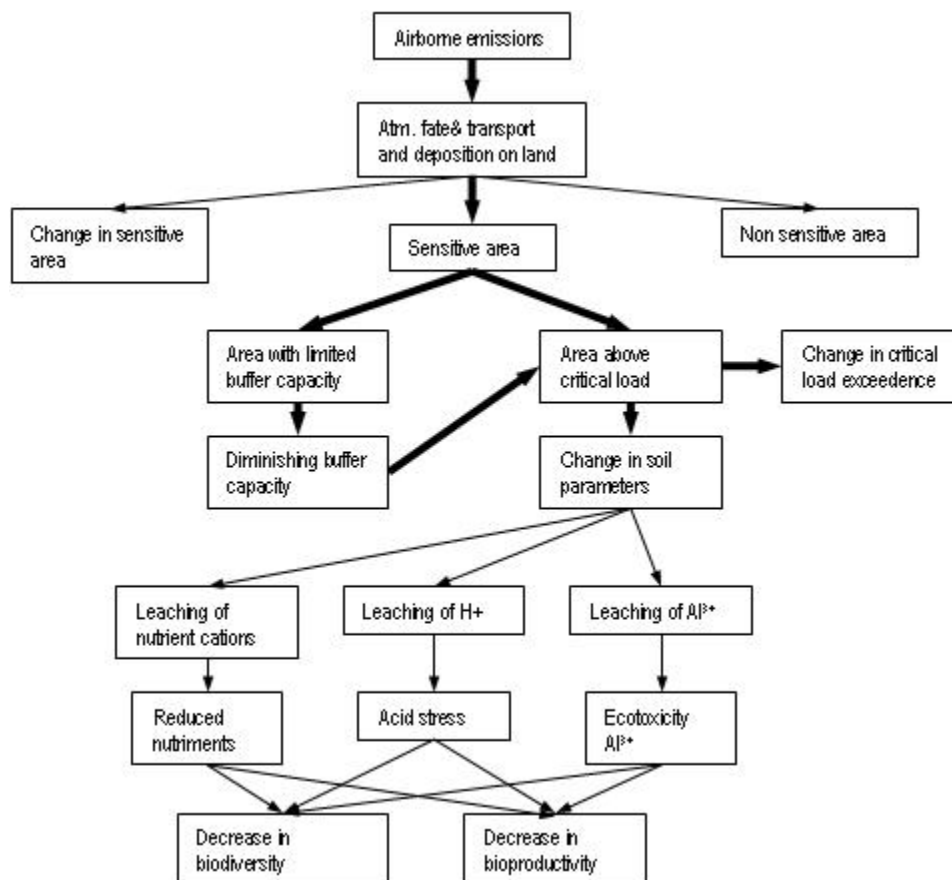 Airborne emissions
Atm. fate& transport
and deposition on land
Change in sensitive
area
Sensitive area
Non sensitive area
Area with limited
buffer capacity
Area above
critical load
Change in critical
load exceedence
Diminishing buffer
capacity
Change in soil
parameters
Leaching of
nutrient cations
Leaching of H+
Leaching of Al³⁺
Reduced
nutriments
Acid stress
Ecotoxicity
Al³⁺
Decrease in
biodiversity
Decrease in
bioproductivity